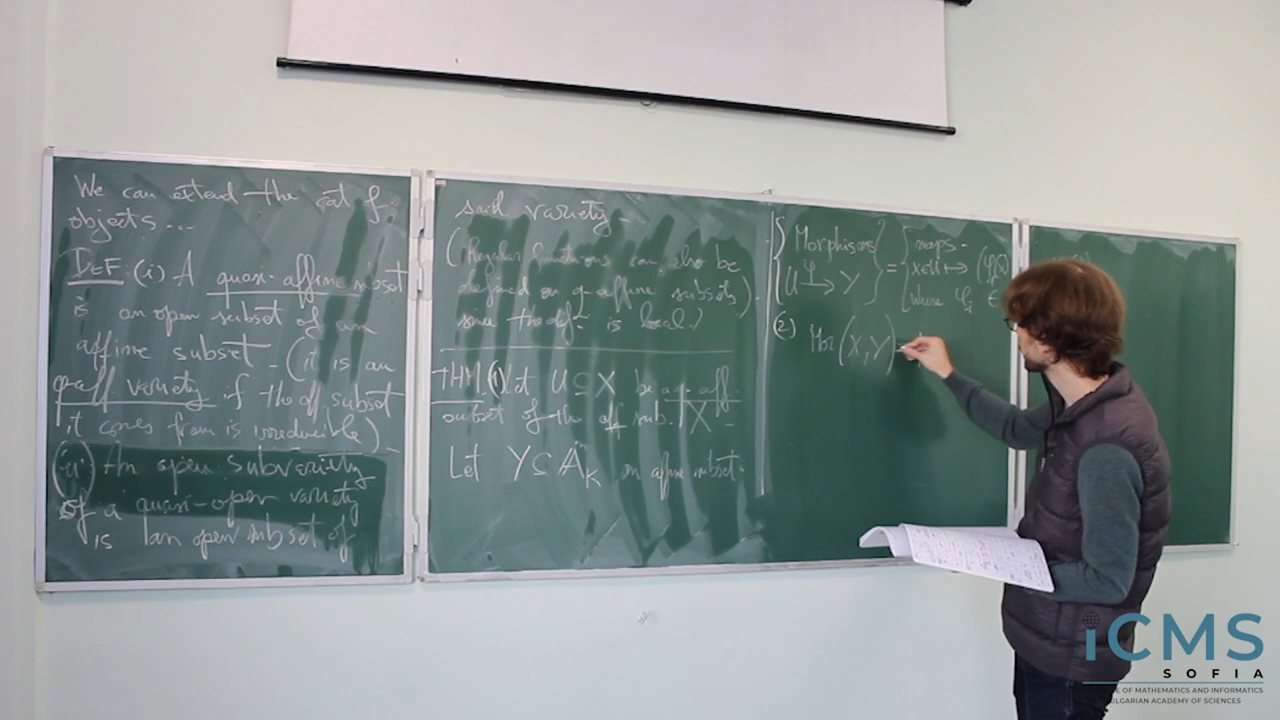 We can extend the cat of
objects...
DEF: (i) A quasi-affine subset
is an open subset of an
affine subset. (it is an
q-aff variety if the aff subset
it comes from is irreducible)
(ii) An open subvariety
of a quasi-open variety
is an open subset of
said variety.
(Regular functions can also be
defined on q-affine subsets
since the def is local.)
THM (1) Let U ⊆ X be a q-aff
subset of the aff sub. X
Let Y ⊆ A_K an affine subset.
{Morphisms
U →^φ Y} = {maps
x∈U ↦ (φ
where φ_i ∈
(2) Mor(X,Y) =
iCMS
SOFIA
E OF MATHEMATICS AND INFORMATICS
BULGARIAN ACADEMY OF SCIENCES